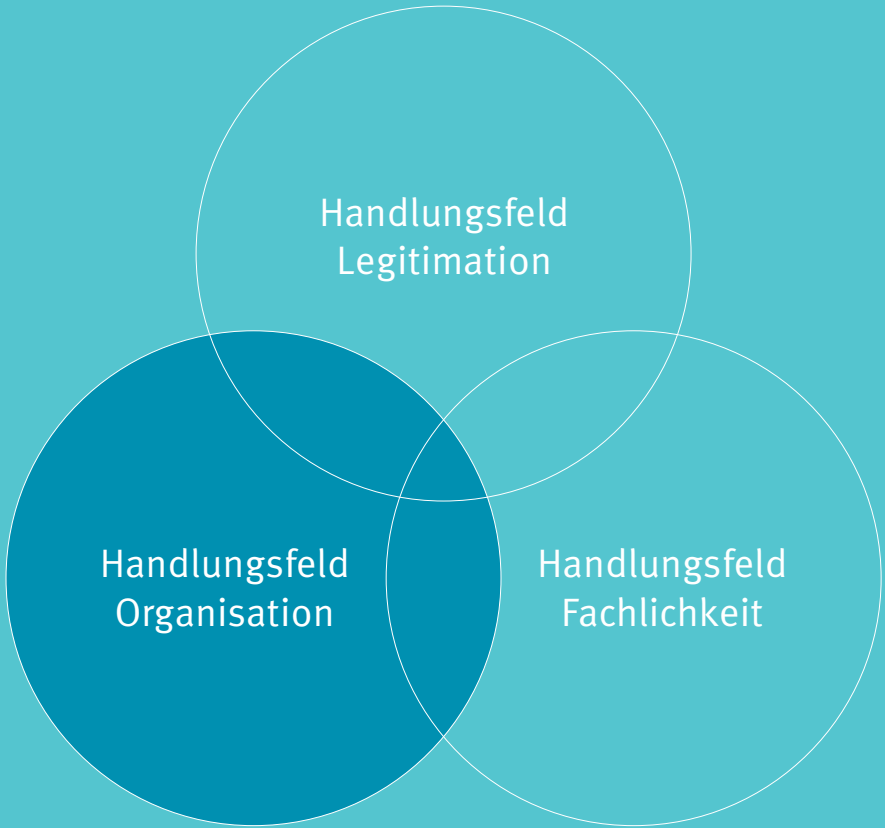 Handlungsfeld
Legitimation
Handlungsfeld
Organisation
Handlungsfeld
Fachlichkeit